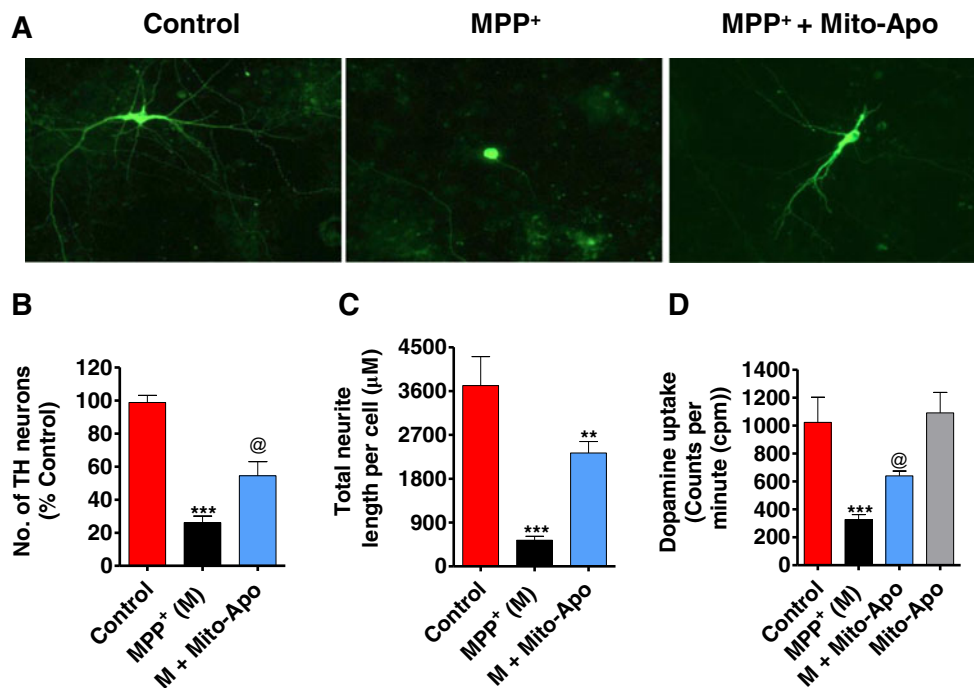 A
Control
MPP⁺
MPP⁺ + Mito-Apo
B
No. of TH neurons
(% Control)
120
100
80
60
40
20
0
***
@
Control
MPP⁺ (M)
M + Mito-Apo
C
Total neurite
length per cell (μM)
4500
3600
2700
1800
900
0
***
**
Control
MPP⁺ (M)
M + Mito-Apo
D
Dopamine uptake
(Counts per
minute (cpm))
1400
1200
1000
800
600
400
200
0
***
@
Control
MPP⁺ (M)
M + Mito-Apo
Mito-Apo